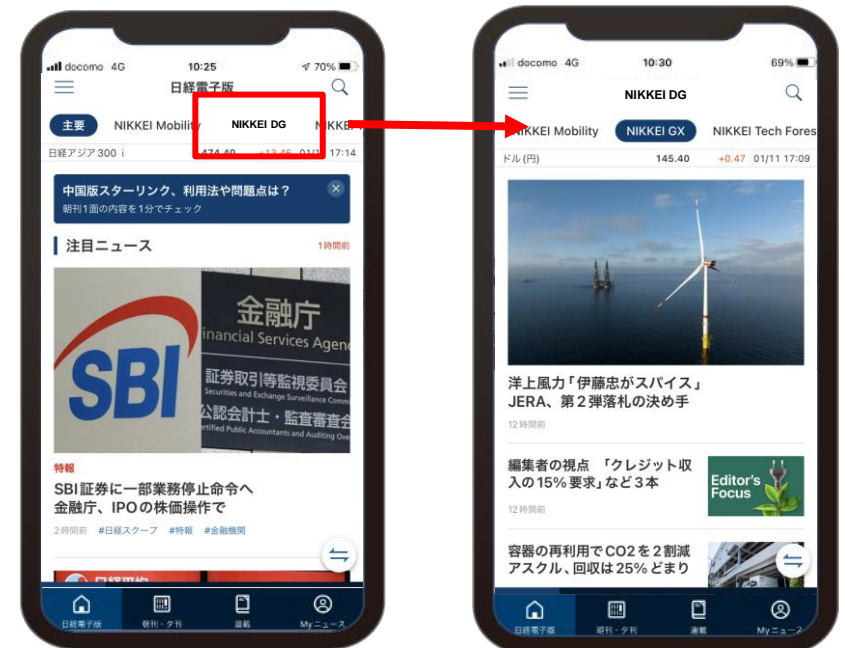 docomo 4G 10:25 70%
日経電子版
主要 NIKKEI Mobility NIKKEI DG NIKKEI
日経アジア300 i 474.40 +13.46 17:14
中国版スターリンク、利用法や問題点は？
朝刊1面の内容を1分でチェック
注目ニュース 1時間前
SBI
金融庁
Financial Services Agen
証券取引等監視委員会
Securities and Exchange Surveillance Comm
公認会計士・監査審査会
Certified Public Accountants and Auditing Over
特報
SBI証券に一部業務停止命令へ
金融庁、IPOの株価操作で
2時間前 #日経スクープ #特報 #金融機関
日経平均
日経電子版 朝刊・夕刊 連載 Myニュース
docomo 4G 10:30 69%
NIKKEI DG
NIKKEI Mobility NIKKEI GX NIKKEI Tech Fores
ドル(円) 145.40 +0.47 01/11 17:09
洋上風力「伊藤忠がスパイス」
JERA、第2弾落札の決め手
12時間前
編集者の視点 「クレジット収
入の15%要求」など3本
12時間前
Editor's
Focus
容器の再利用でCO2を2割減
アスクル、回収は25%どまり
日経電子版 朝刊・夕刊 連載 Myニュース